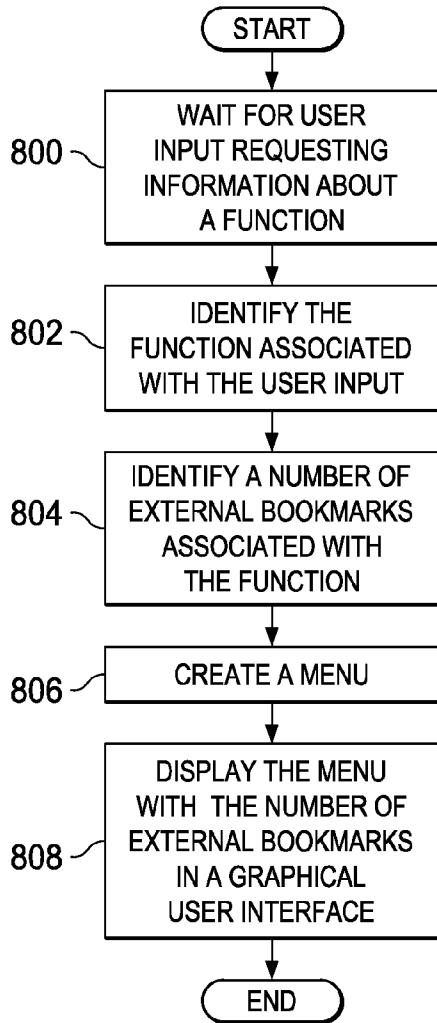 START
800
WAIT FOR USER
INPUT REQUESTING
INFORMATION ABOUT
A FUNCTION
802
IDENTIFY THE
FUNCTION ASSOCIATED
WITH THE USER INPUT
804
IDENTIFY A NUMBER OF
EXTERNAL BOOKMARKS
ASSOCIATED WITH
THE FUNCTION
806
CREATE A MENU
808
DISPLAY THE MENU
WITH THE NUMBER OF
EXTERNAL BOOKMARKS
IN A GRAPHICAL
USER INTERFACE
END